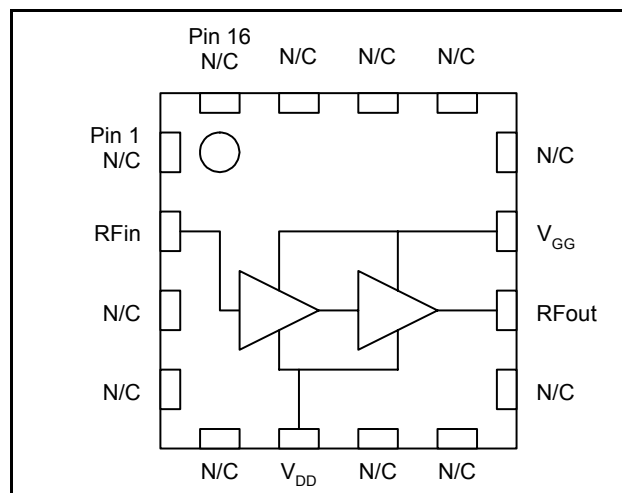 Pin 16
N/C N/C N/C N/C
Pin 1
N/C N/C
RFin V_GG
N/C RFout
N/C N/C
N/C V_DD N/C N/C